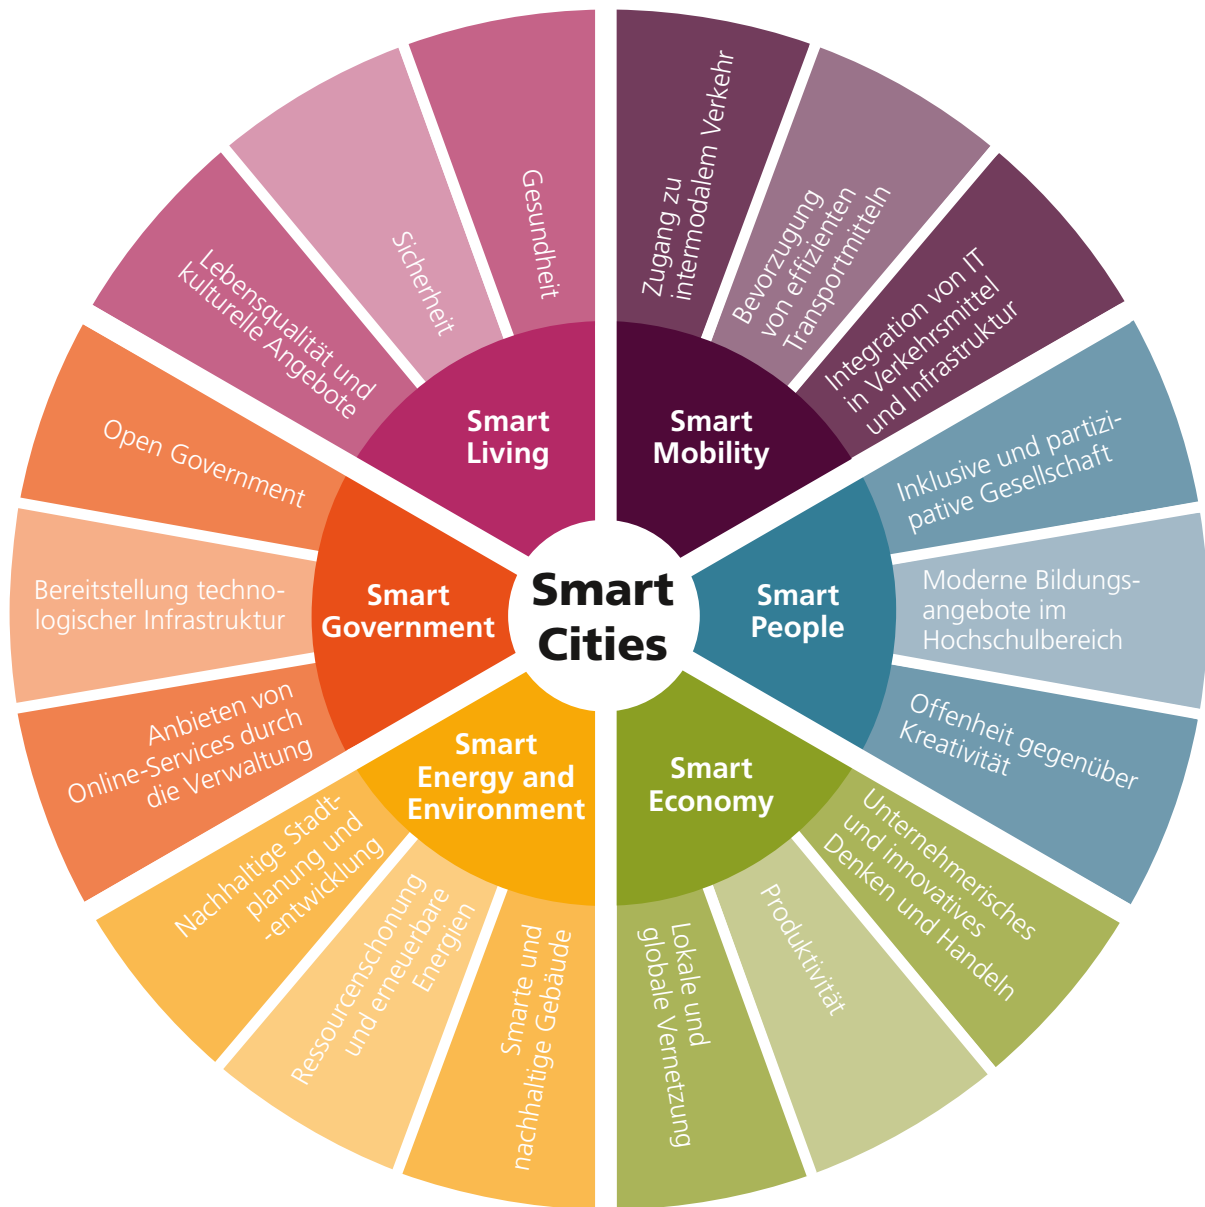 Smart
Cities
Smart
Mobility
Zugang zu
intermodalem Verkehr
Bevorzugung
von effizienten
Transportmitteln
Integration von IT
in Verkehrsmittel
und Infrastruktur
Smart
People
Inklusive und partizi-
pative Gesellschaft
Moderne Bildungs-
angebote im
Hochschulbereich
Offenheit gegenüber
Kreativität
Smart
Economy
Unternehmerisches
und innovatives
Denken und Handeln
Produktivität
Lokale und
globale Vernetzung
Smart
Energy and
Environment
Smarte und
nachhaltige Gebäude
Ressourcenschonung
und erneuerbare
Energien
Nachhaltige Stadt-
planung und
-entwicklung
Smart
Government
Anbieten von
Online-Services durch
die Verwaltung
Bereitstellung techno-
logischer Infrastruktur
Open Government
Smart
Living
Lebensqualität und
kulturelle Angebote
Sicherheit
Gesundheit